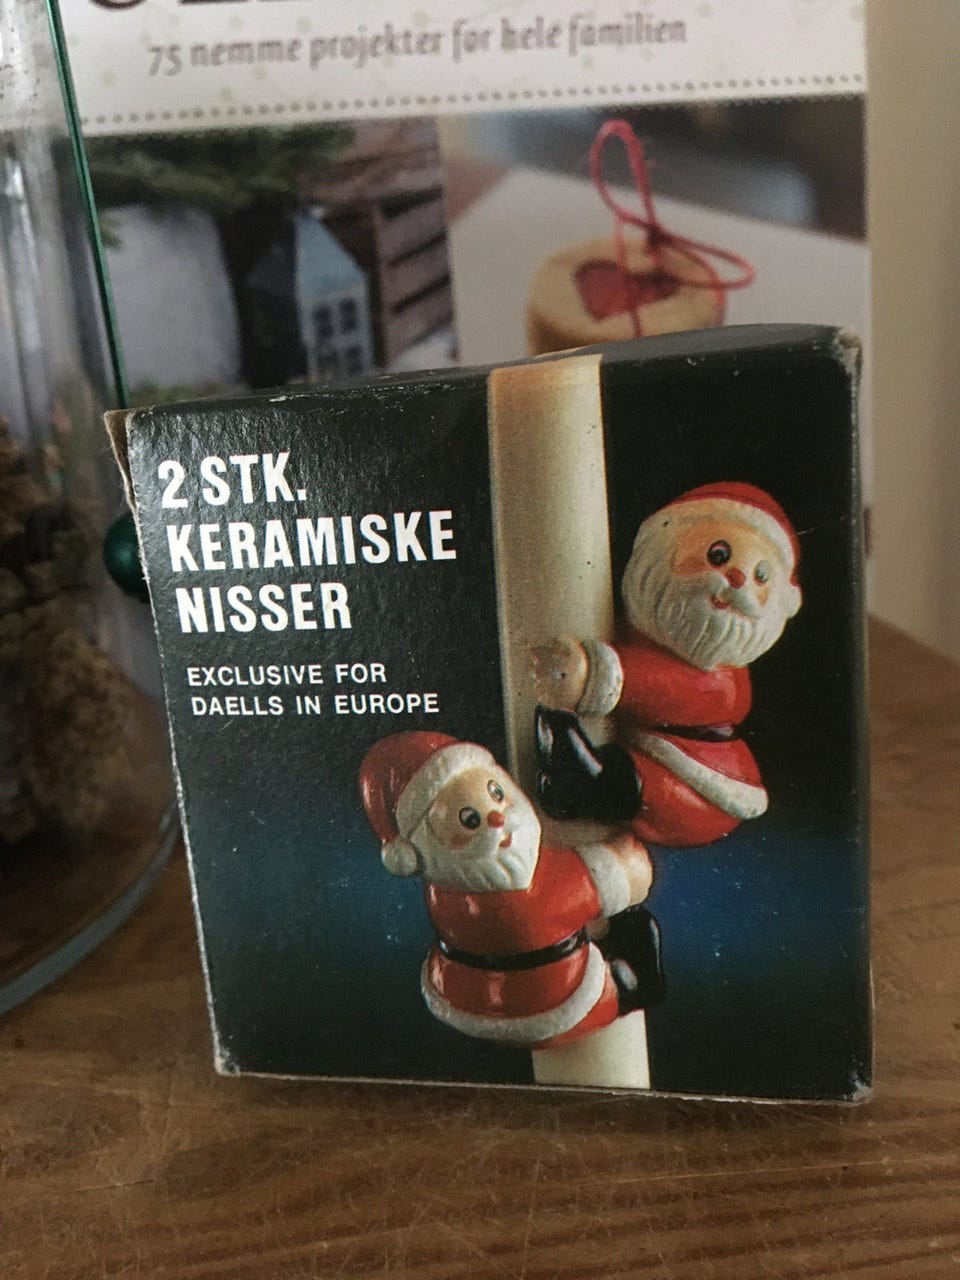 75 nemme projekter for hele familien
2 STK.
KERAMISKE
NISSER
EXCLUSIVE FOR
DAELLS IN EUROPE